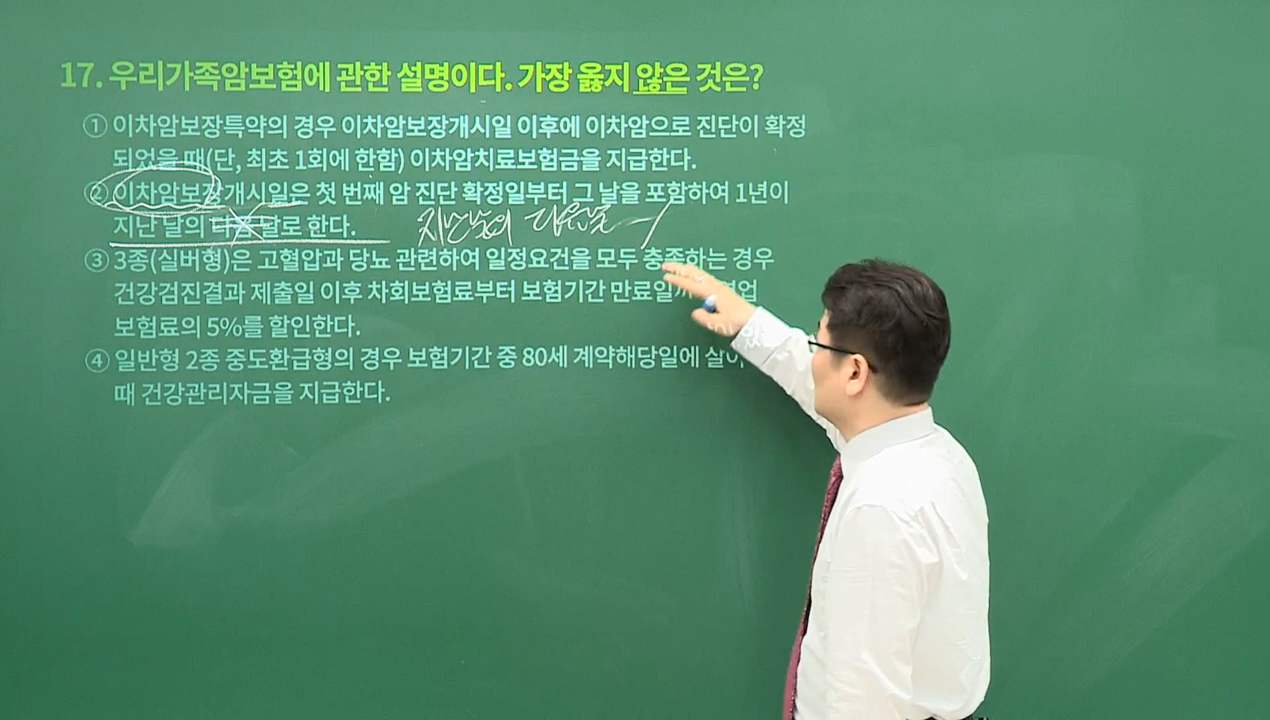 17. 우리가족암보험에 관한 설명이다. 가장 옳지 않은 것은?
① 이차암보장특약의 경우 이차암보장개시일 이후에 이차암으로 진단이 확정
되었을 때(단, 최초 1회에 한함) 이차암치료보험금을 지급한다.
② 이차암보장개시일은 첫 번째 암 진단 확정일부터 그 날을 포함하여 1년이
지난 날의 다음 날로 한다. 지난날의 다음날
③ 3종(실버형)은 고혈압과 당뇨 관련하여 일정요건을 모두 충족하는 경우
건강검진결과 제출일 이후 차회보험료부터 보험기간 만료일
보험료의 5%를 할인한다.
④ 일반형 2종 중도환급형의 경우 보험기간 중 80세 계약해당일에 살아
때 건강관리자금을 지급한다.